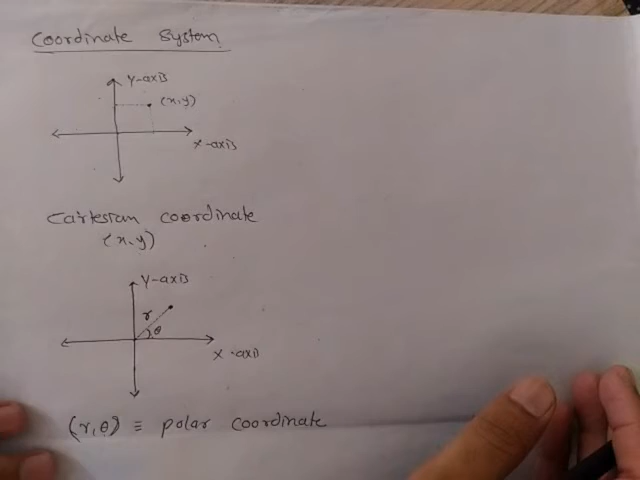 Coordinate System
Y-axis
(x,y)
X-axis
Cartesian coordinate
(x,y)
Y-axis
r
θ
X-axis
(r,θ) ≡ polar coordinate